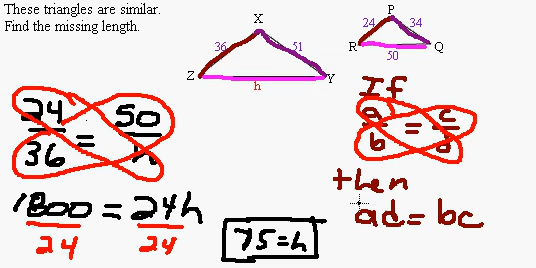 These triangles are similar.
Find the missing length.
X
36
51
Z
Y
h
P
24
34
R
Q
50
24/36 = 50/h
1800 = 24h
24 24
75=h
If
a/b = c/d
then
ad=bc